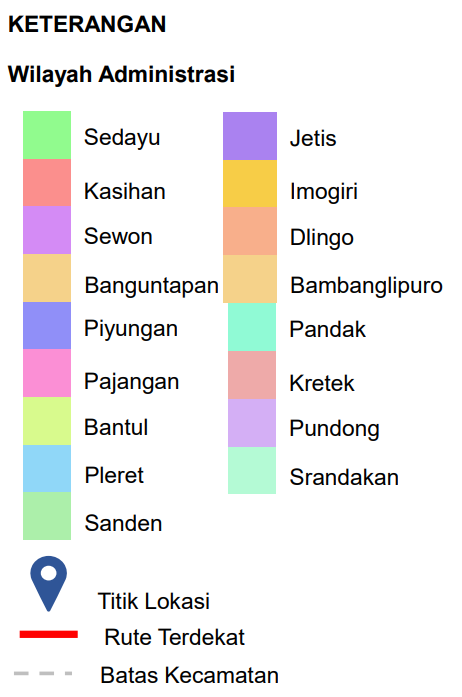 KETERANGAN
Wilayah Administrasi
Sedayu
Kasihan
Sewon
Banguntapan
Piyungan
Pajangan
Bantul
Pleret
Sanden
Jetis
Imogiri
Dlingo
Bambanglipuro
Pandak
Kretek
Pundong
Srandakan
Titik Lokasi
Rute Terdekat
Batas Kecamatan